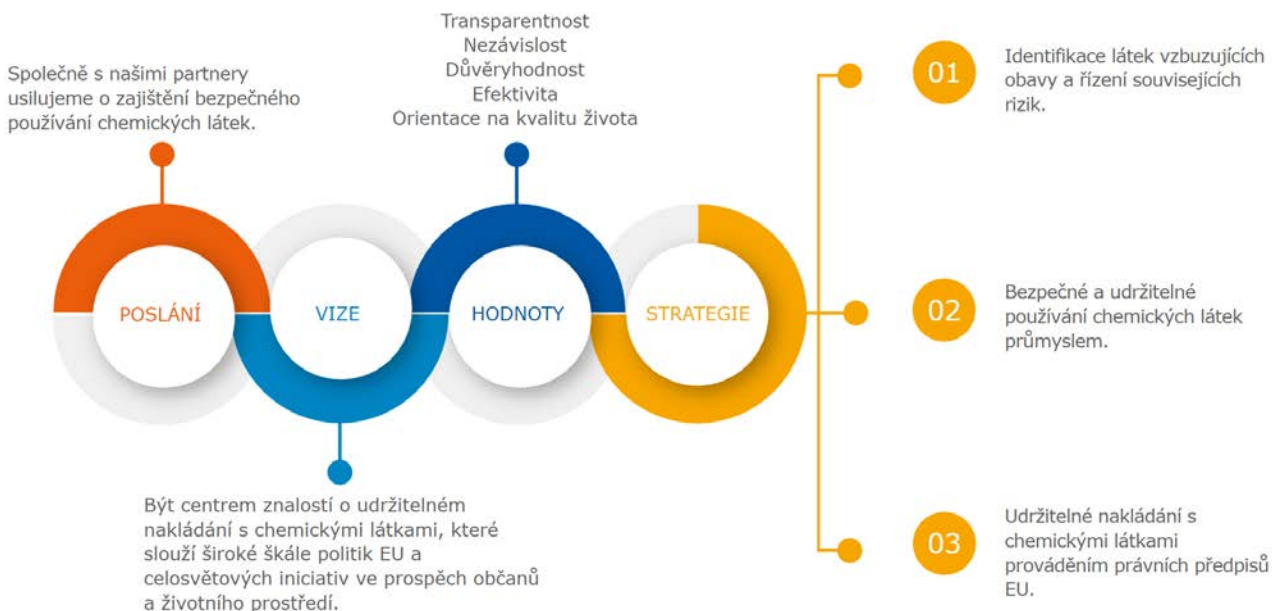 Společně s našimi partnery
usilujeme o zajištění bezpečného
používání chemických látek.
Transparentnost
Nezávislost
Důvěryhodnost
Efektivita
Orientace na kvalitu života
POSLÁNÍ
VIZE
HODNOTY
STRATEGIE
Být centrem znalostí o udržitelném
nakládání s chemickými látkami, které
slouží široké škále politik EU a
celosvětových iniciativ ve prospěch občanů
a životního prostředí.
01
Identifikace látek vzbuzujících
obavy a řízení souvisejících
rizik.
02
Bezpečné a udržitelné
používání chemických látek
průmyslem.
03
Udržitelné nakládání s
chemickými látkami
prováděním právních předpisů
EU.